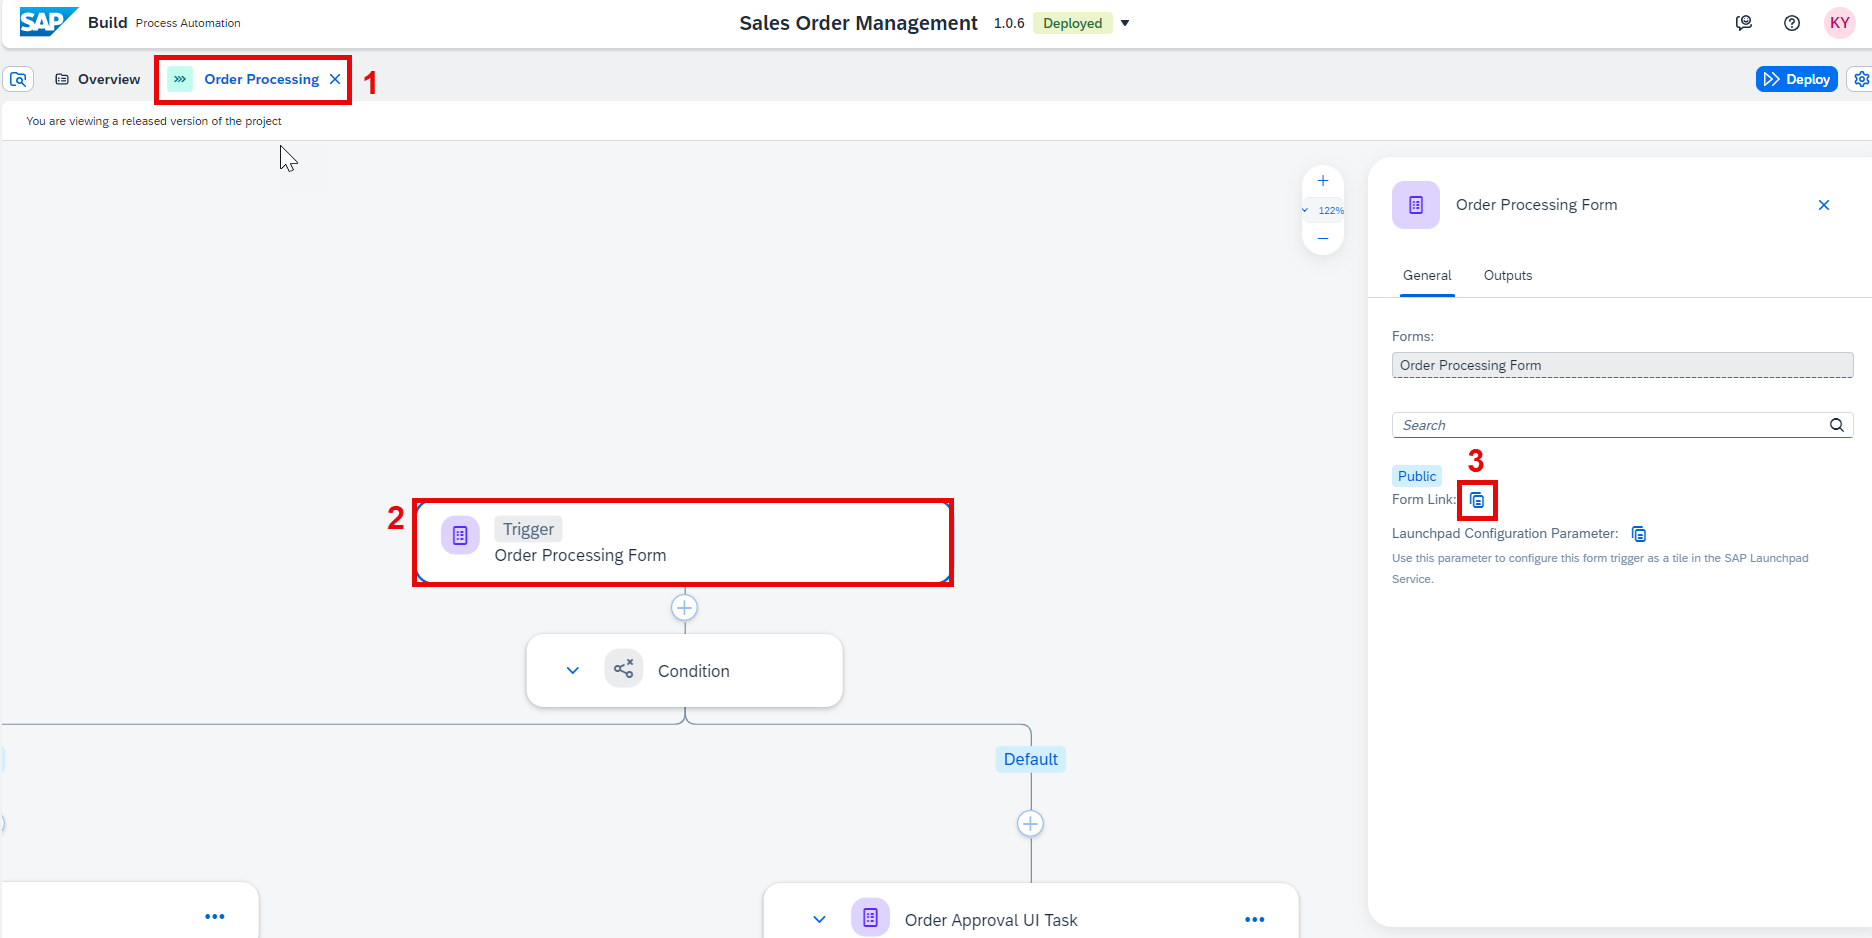 SAP Build Process Automation
Sales Order Management 1.0.6 Deployed
KY
Overview
Order Processing
1
Deploy
You are viewing a released version of the project
122%
Order Processing Form
General Outputs
Forms:
Order Processing Form
Search
Public
3
Form Link:
Launchpad Configuration Parameter:
Use this parameter to configure this form trigger as a tile in the SAP Launchpad
Service.
2
Trigger
Order Processing Form
Condition
Default
Order Approval UI Task